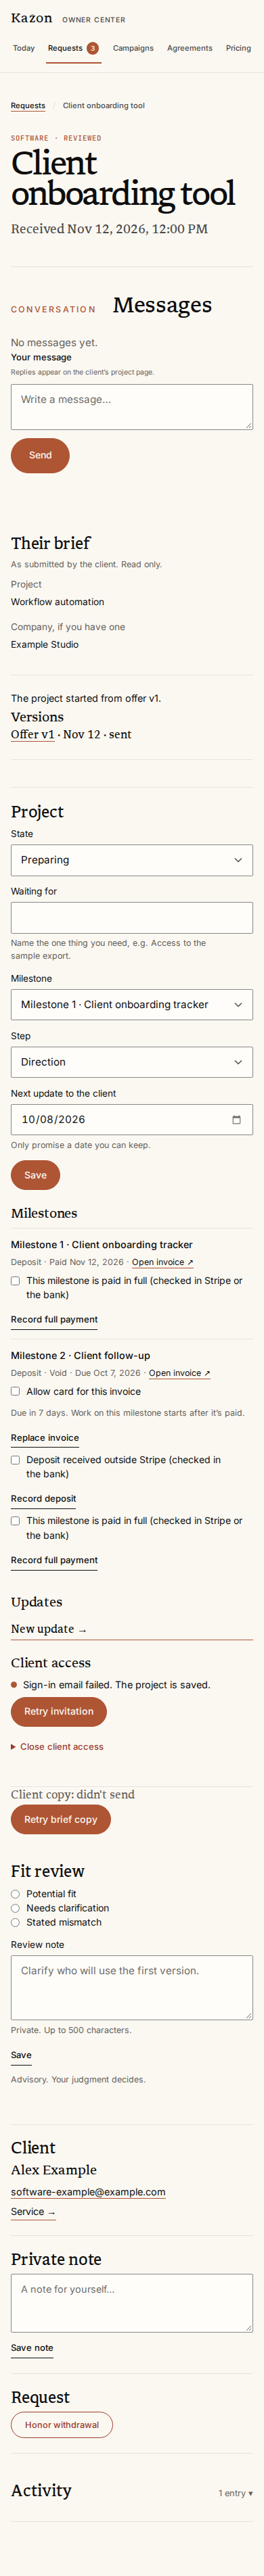 Kazon OWNER CENTER
Today Requests 3 Campaigns Agreements Pricing
Requests / Client onboarding tool
SOFTWARE · REVIEWED
Client
onboarding tool
Received Nov 12, 2026, 12:00 PM
CONVERSATION Messages
No messages yet.
Your message
Replies appear on the client's project page.
Write a message...
Send
Their brief
As submitted by the client. Read only.
Project
Workflow automation
Company, if you have one
Example Studio
The project started from offer v1.
Versions
Offer v1 · Nov 12 · sent
Project
State
Preparing
Waiting for
Name the one thing you need, e.g. Access to the
sample export.
Milestone
Milestone 1 · Client onboarding tracker
Step
Direction
Next update to the client
10/08/2026
Only promise a date you can keep.
Save
Milestones
Milestone 1 · Client onboarding tracker
Deposit · Paid Nov 12, 2026 · Open invoice ↗
This milestone is paid in full (checked in Stripe or
the bank)
Record full payment
Milestone 2 · Client follow-up
Deposit · Void · Due Oct 7, 2026 · Open invoice ↗
Allow card for this invoice
Due in 7 days. Work on this milestone starts after it's paid.
Replace invoice
Deposit received outside Stripe (checked in
the bank)
Record deposit
This milestone is paid in full (checked in Stripe or
the bank)
Record full payment
Updates
New update →
Client access
Sign-in email failed. The project is saved.
Retry invitation
▶ Close client access
Client copy: didn't send
Retry brief copy
Fit review
Potential fit
Needs clarification
Stated mismatch
Review note
Clarify who will use the first version.
Private. Up to 500 characters.
Save
Advisory. Your judgment decides.
Client
Alex Example
software-example@example.com
Service →
Private note
A note for yourself...
Save note
Request
Honor withdrawal
Activity 1 entry ▾